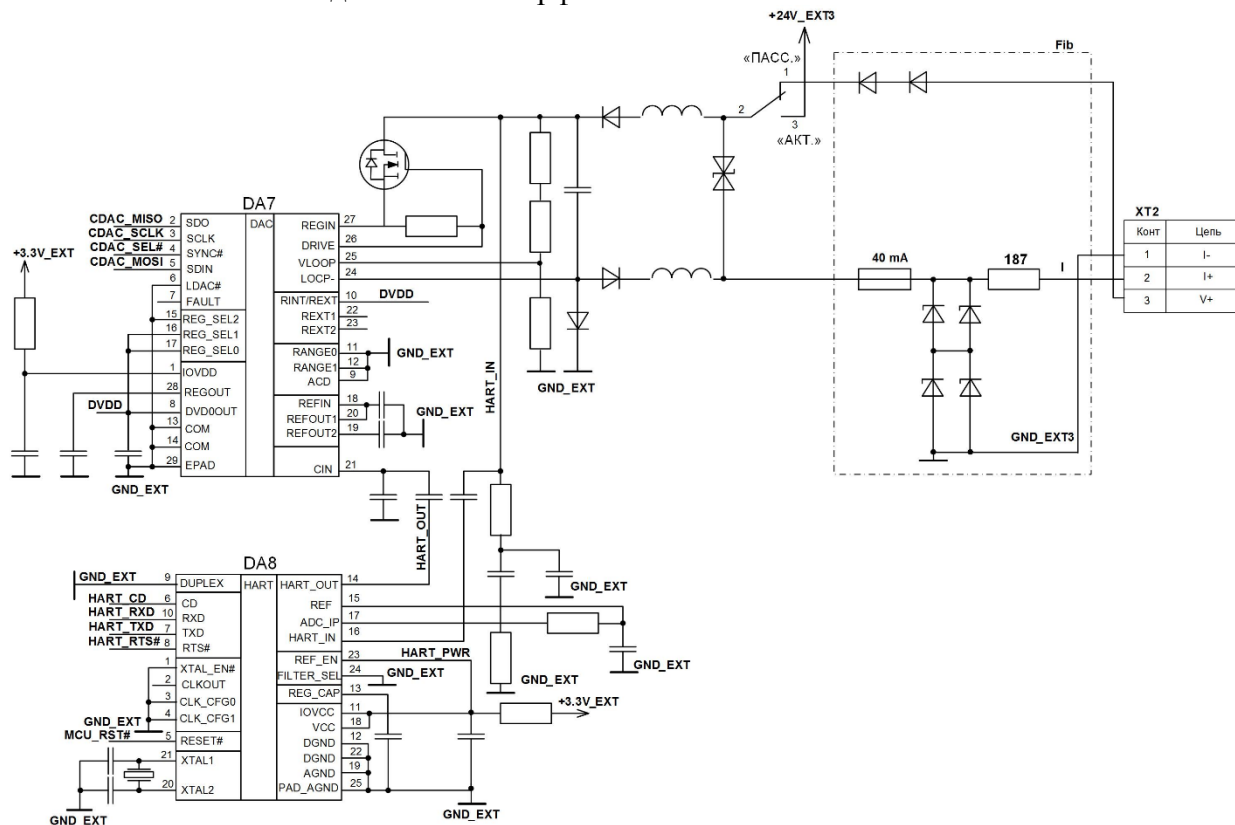 +24V_EXT3
Fib
«ПАСС.»
1
2
3
«АКТ.»
DA7
CDAC_MISO 2 SDO DAC REGIN 27
CDAC_SCLK 3 SCLK DRIVE 26
CDAC_SEL# 4 SYNC# VLOOP 25
CDAC_MOSI 5 SDIN LOCP- 24
+3.3V_EXT
6 LDAC# RINT/REXT 10 DVDD
7 FAULT REXT1 22
15 REG_SEL2 REXT2 23
16 REG_SEL1 RANGE0 11 GND_EXT
17 REG_SEL0 RANGE1 12
ACD 9
1 IOVDD
28 REGOUT REFIN 18
DVDD 8 DVD0OUT REFOUT1 20 GND_EXT
13 COM REFOUT2 19
14 COM
29 EPAD CIN 21
GND_EXT
GND_EXT
HART_IN
HART_OUT
40 mA
187
I
GND_EXT3
XT2
Конт Цепь
1 I-
2 I+
3 V+
DA8
GND_EXT 9 DUPLEX HART HART_OUT 14
HART_CD 6 CD REF 15
HART_RXD 10 RXD ADC_IP 17
HART_TXD 7 TXD HART_IN 16
HART_RTS# 8 RTS#
GND_EXT
GND_EXT
1 XTAL_EN# REF_EN 23 HART_PWR
2 CLKOUT FILTER_SEL 24 GND_EXT
GND_EXT
3 CLK_CFG0 REG_CAP 13
4 CLK_CFG1 IOVCC 11 +3.3V_EXT
GND_EXT
VCC 18
MCU_RST# 5 RESET# DGND 12
21 XTAL1 DGND 22
AGND 19
20 XTAL2 PAD_AGND 25
GND_EXT
GND_EXT